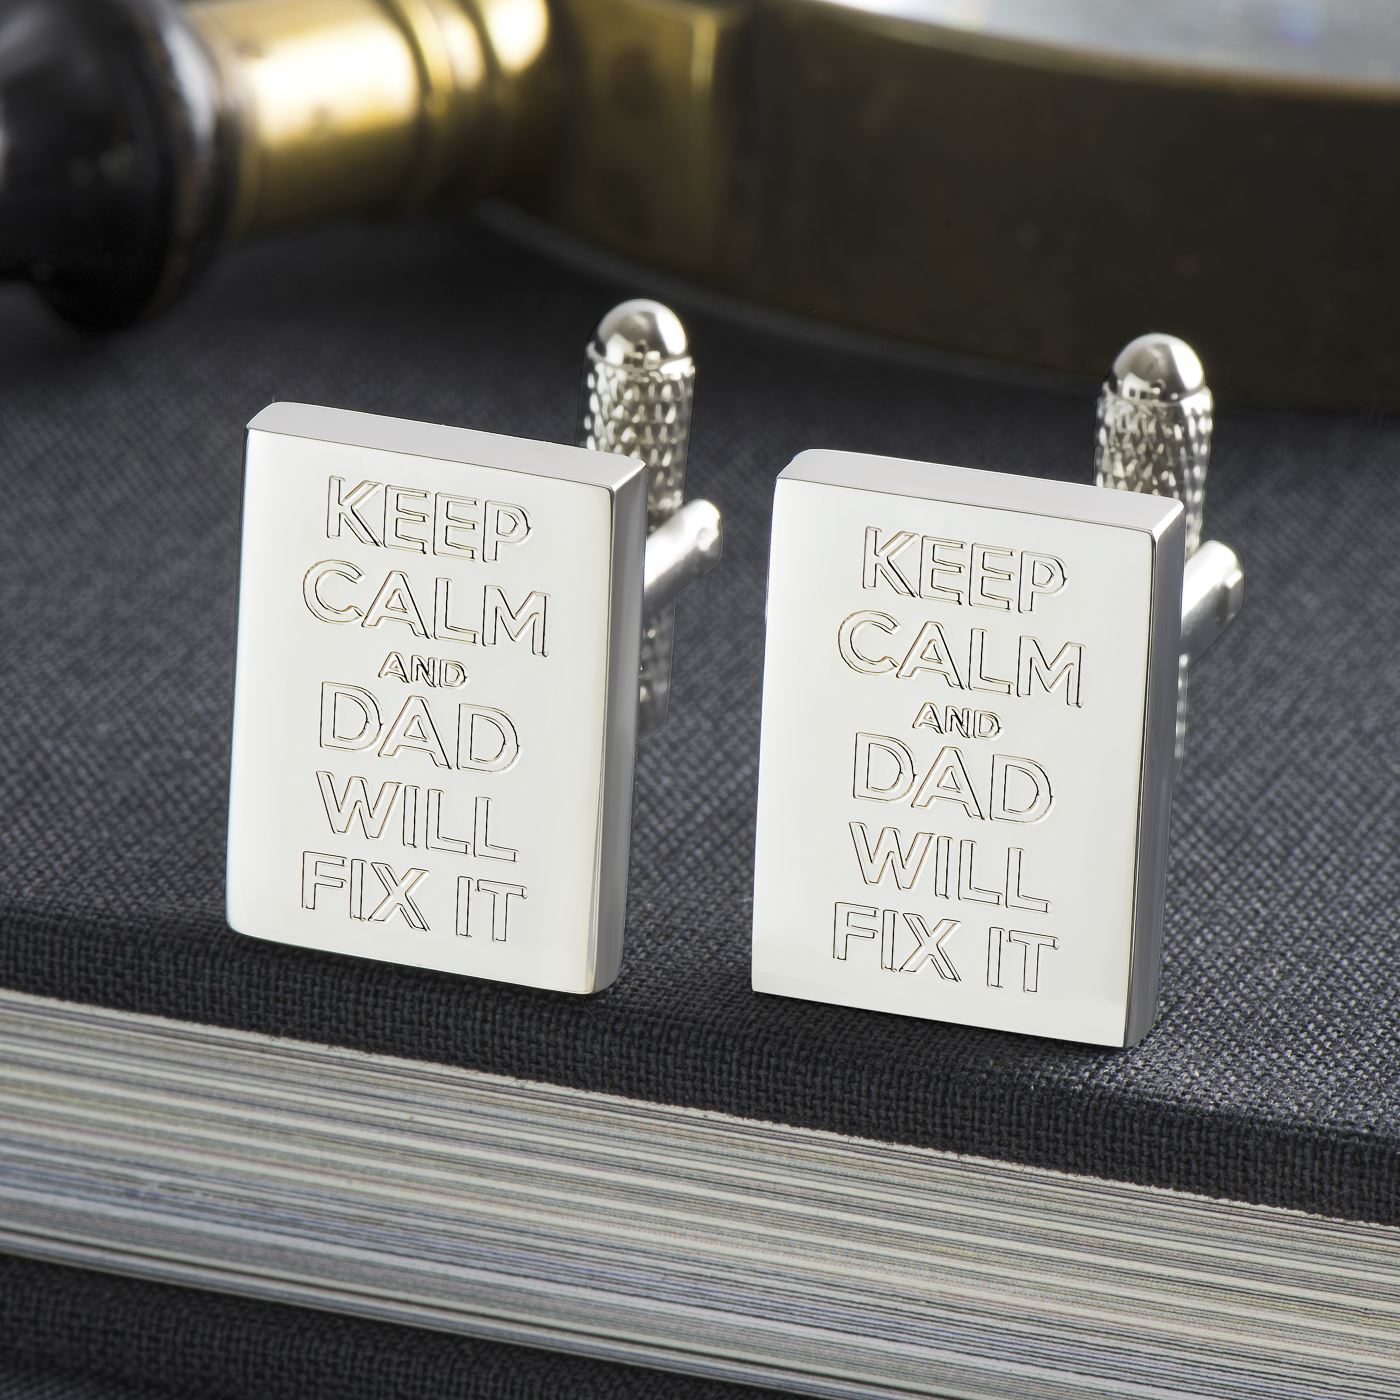 KEEP
CALM
AND
DAD
WILL
FIX IT
KEEP
CALM
AND
DAD
WILL
FIX IT